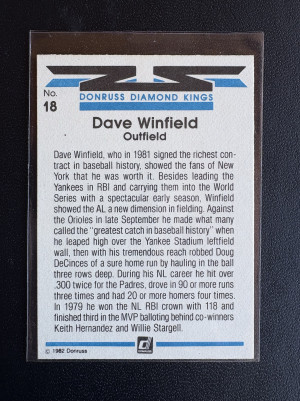 No.
18
DONRUSS DIAMOND KINGS
Dave Winfield
Outfield
Dave Winfield, who in 1981 signed the richest con-
tract in baseball history, showed the fans of New
York that he was worth it. Besides leading the
Yankees in RBI and carrying them into the World
Series with a spectacular early season, Winfield
showed the AL a new dimension in fielding. Against
the Orioles in late September he made what many
called the "greatest catch in baseball history" when
he leaped high over the Yankee Stadium leftfield
wall, then with his tremendous reach robbed Doug
DeCinces of a sure home run by hauling in the ball
three rows deep. During his NL career he hit over
.300 twice for the Padres, drove in 90 or more runs
three times and had 20 or more homers four times.
In 1979 he won the NL RBI crown with 118 and
finished third in the MVP balloting behind co-winners
Keith Hernandez and Willie Stargell.
© 1982 Donruss